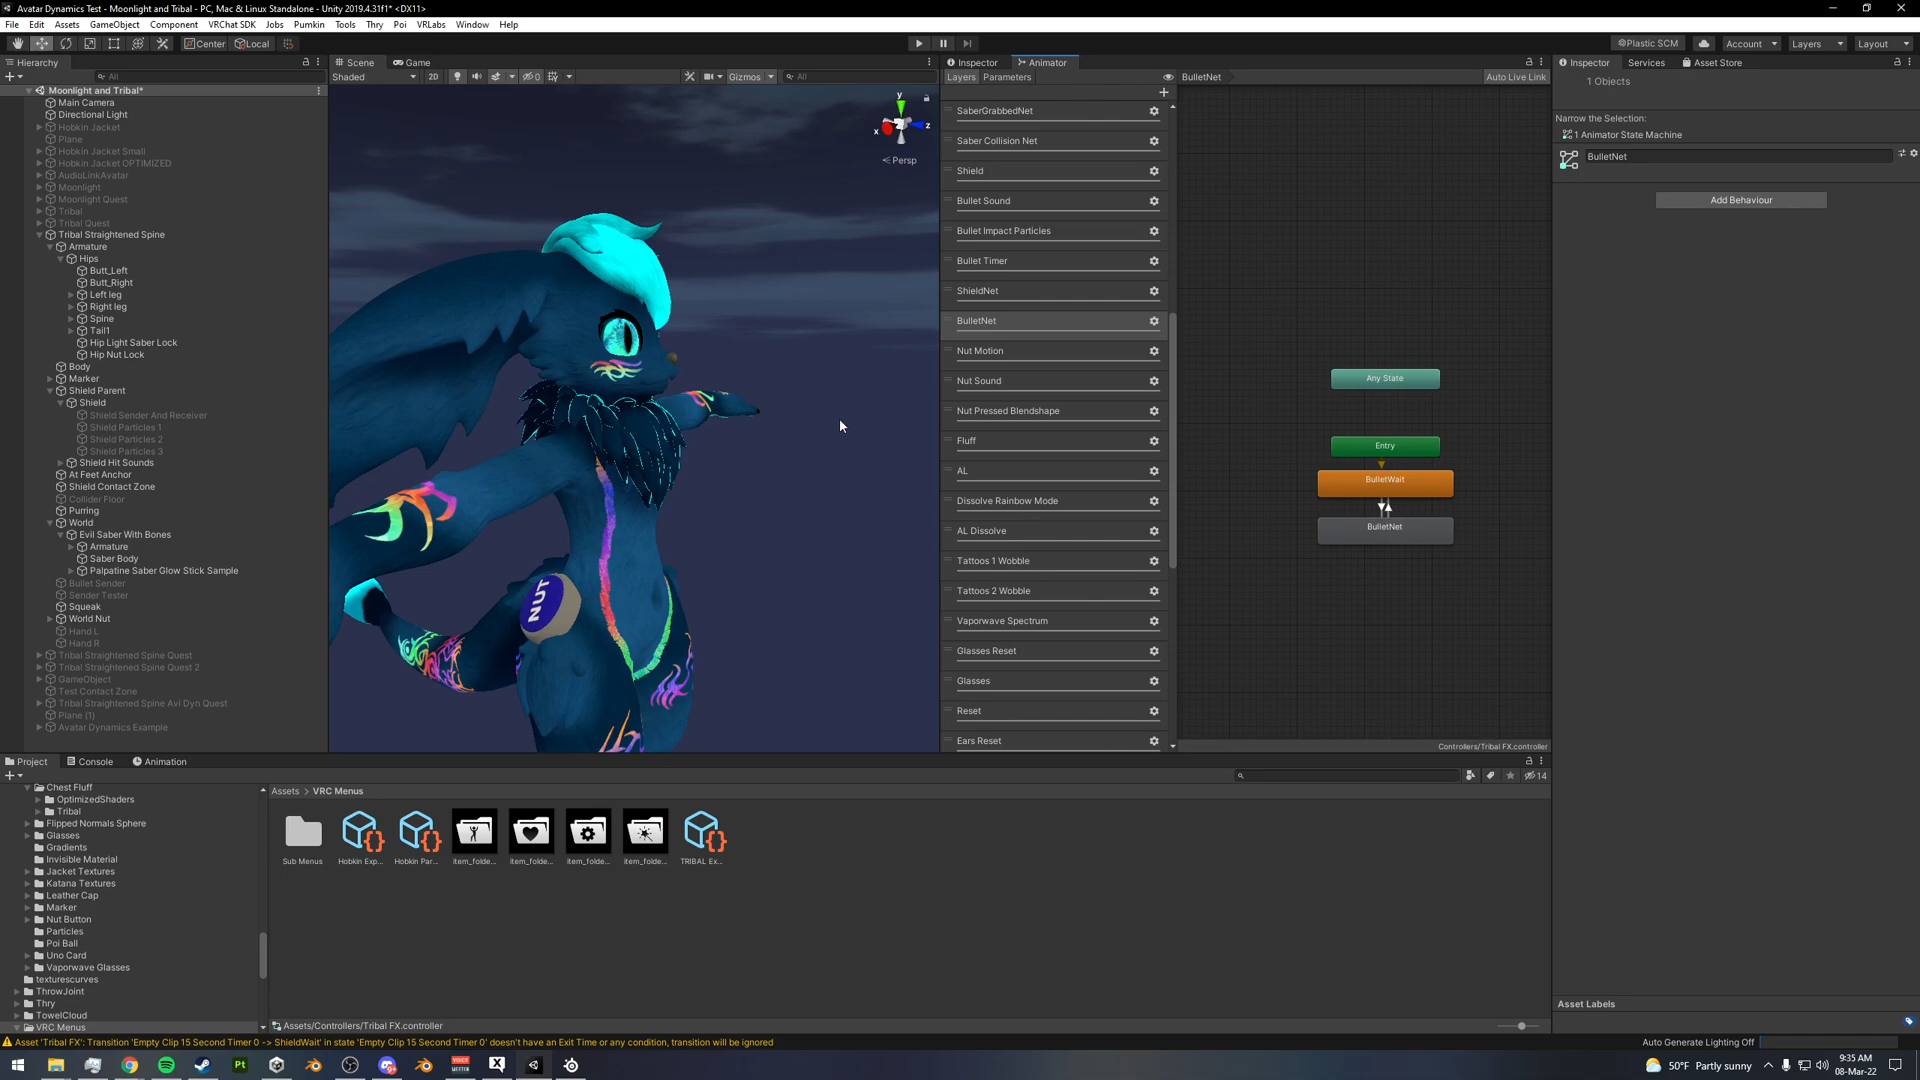 Avatar Dynamics Test - Moonlight and Tribal - PC, Mac & Linux Standalone - Unity 2019.4.31f1* <DX11>
File Edit Assets GameObject Component VRChat SDK Jobs Pumkin Tools Thry Poi VRLabs Window Help
Center Local Plastic SCM Account Layers Layout
Hierarchy
All
Moonlight and Tribal*
Main Camera
Directional Light
Hobkin Jacket
Plane
Hobkin Jacket Small
Hobkin Jacket OPTIMIZED
AudioLinkAvatar
Moonlight
Moonlight Quest
Tribal
Tribal Quest
Tribal Straightened Spine
Armature
Hips
Butt_Left
Butt_Right
Left leg
Right leg
Spine
Tail1
Hip Light Saber Lock
Hip Nut Lock
Body
Marker
Shield Parent
Shield
Shield Sender And Receiver
Shield Particles 1
Shield Particles 2
Shield Particles 3
Shield Hit Sounds
At Feet Anchor
Shield Contact Zone
Collider Floor
Purring
World
Evil Saber With Bones
Armature
Saber Body
Palpatine Saber Glow Stick Sample
Bullet Sender
Sender Tester
Squeak
World Nut
Hand L
Hand R
Tribal Straightened Spine Quest
Tribal Straightened Spine Quest 2
GameObject
Test Contact Zone
Tribal Straightened Spine Avi Dyn Quest
Plane (1)
Avatar Dynamics Example
Scene Game
Shaded 2D 0 Gizmos All
y
x z
Persp
NUT
Inspector Animator
Layers Parameters BulletNet Auto Live Link
SaberGrabbedNet
Saber Collision Net
Shield
Bullet Sound
Bullet Impact Particles
Bullet Timer
ShieldNet
BulletNet
Nut Motion
Nut Sound
Nut Pressed Blendshape
Fluff
AL
Dissolve Rainbow Mode
AL Dissolve
Tattoos 1 Wobble
Tattoos 2 Wobble
Vaporwave Spectrum
Glasses Reset
Glasses
Reset
Ears Reset
Any State
Entry
BulletWait
BulletNet
Controllers/Tribal FX.controller
Inspector Services Asset Store
1 Objects
Narrow the Selection:
1 Animator State Machine
BulletNet
Add Behaviour
Asset Labels
Project Console Animation
14
Chest Fluff
OptimizedShaders
Tribal
Flipped Normals Sphere
Glasses
Gradients
Invisible Material
Jacket Textures
Katana Textures
Leather Cap
Marker
Nut Button
Particles
Poi Ball
Uno Card
Vaporwave Glasses
texturescurves
ThrowJoint
Thry
TowelCloud
VRC Menus
Assets > VRC Menus
Sub Menus Hobkin Exp... Hobkin Par... item_folde... item_folde... item_folde... item_folde... TRIBAL Ex...
Assets/Controllers/Tribal FX.controller
Asset 'Tribal FX': Transition 'Empty Clip 15 Second Timer 0 -> ShieldWait' in state 'Empty Clip 15 Second Timer 0' doesn't have an Exit Time or any condition, transition will be ignored
Auto Generate Lighting Off
Pt
50°F Partly sunny
9:35 AM
08-Mar-22